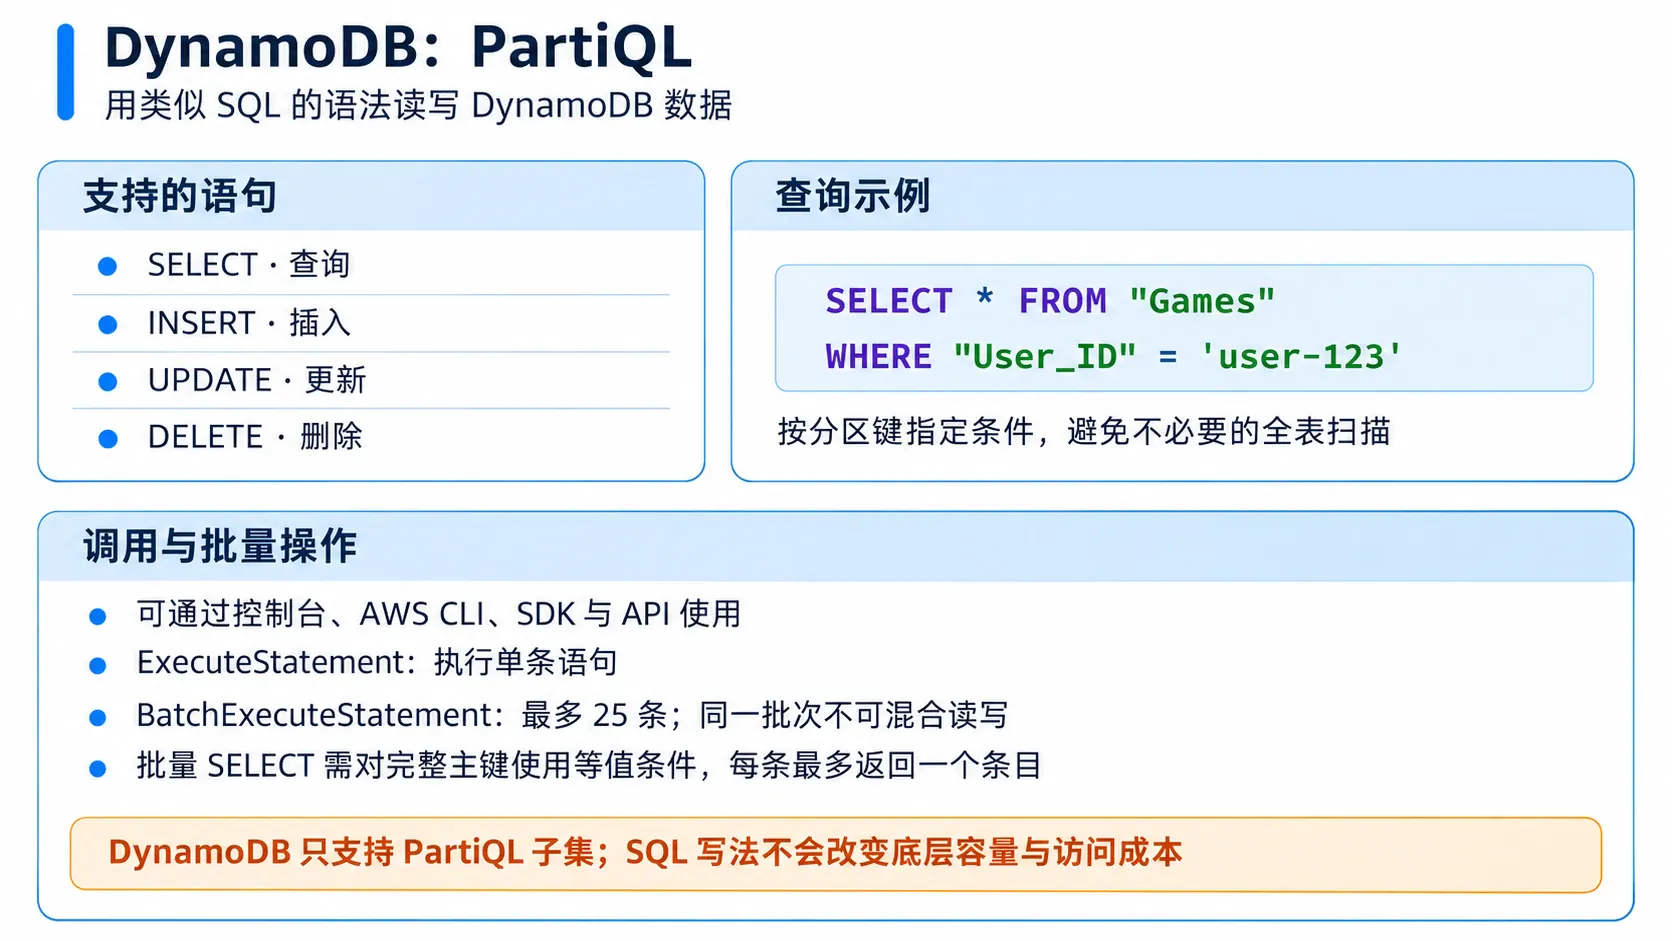 DynamoDB：PartiQL
用类似 SQL 的语法读写 DynamoDB 数据
支持的语句
SELECT · 查询
INSERT · 插入
UPDATE · 更新
DELETE · 删除
查询示例
SELECT * FROM "Games"
WHERE "User_ID" = 'user-123'
按分区键指定条件，避免不必要的全表扫描
调用与批量操作
可通过控制台、AWS CLI、SDK 与 API 使用
ExecuteStatement：执行单条语句
BatchExecuteStatement：最多 25 条；同一批次不可混合读写
批量 SELECT 需对完整主键使用等值条件，每条最多返回一个条目
DynamoDB 只支持 PartiQL 子集；SQL 写法不会改变底层容量与访问成本